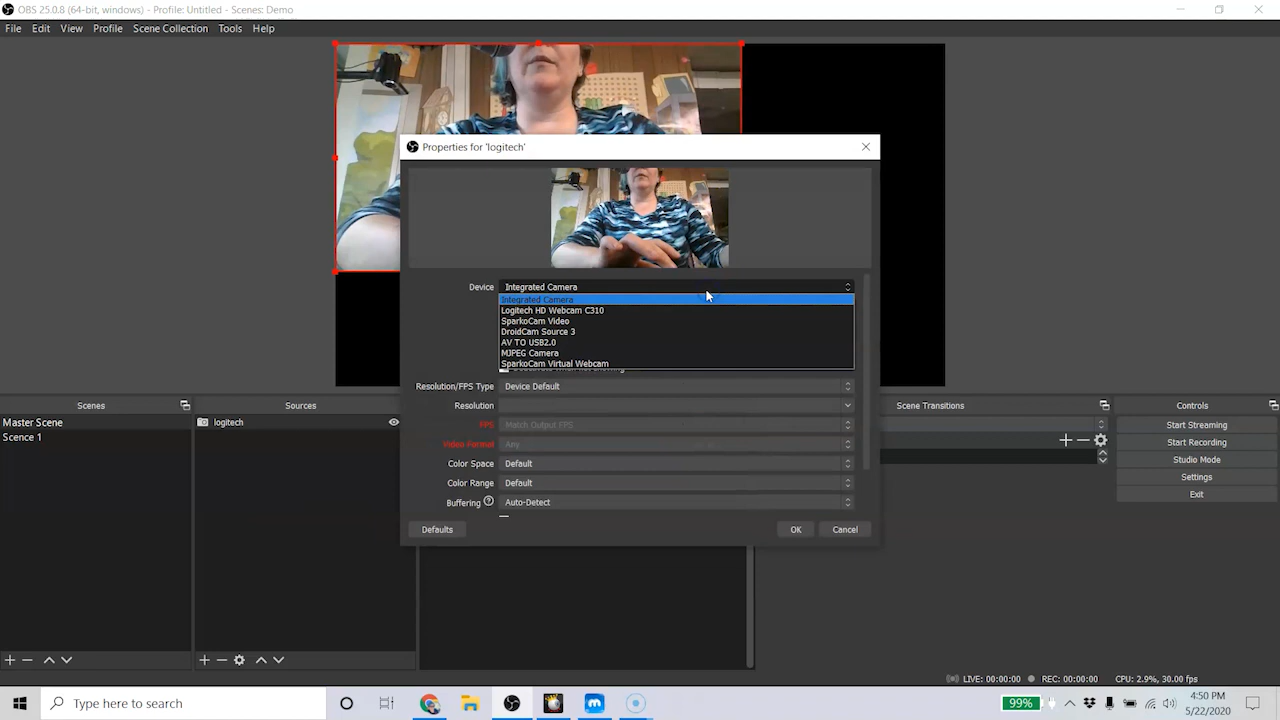 OBS 25.0.8 (64-bit, windows) - Profile: Untitled - Scenes: Demo
File Edit View Profile Scene Collection Tools Help
Properties for 'logitech'
Device Integrated Camera
Integrated Camera
Logitech HD Webcam C310
SparkoCam Video
DroidCam Source 3
AV TO USB2.0
MJPEG Camera
SparkoCam Virtual Webcam
Resolution/FPS Type Device Default
Resolution
FPS Match Output FPS
Video Format Any
Color Space Default
Color Range Default
Buffering Auto-Detect
Defaults OK Cancel
Scenes Sources Scene Transitions Controls
Master Scene
Scence 1
logitech
Start Streaming
Start Recording
Studio Mode
Settings
Exit
LIVE: 00:00:00 REC: 00:00:00 CPU: 2.9%, 30.00 fps
Type here to search
99%
4:50 PM
5/22/2020